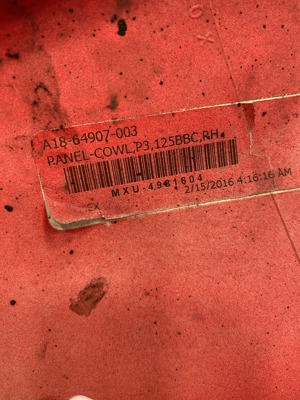 A18-64907-003
PANEL-COWL,P3,125BBC,RH
2/15/2016 4:16:16 AM